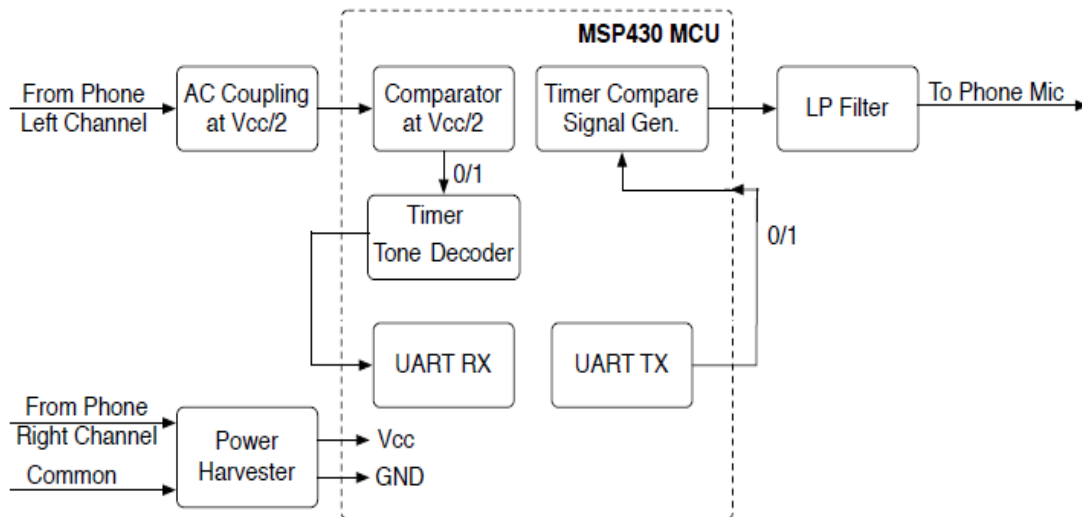 MSP430 MCU
From Phone
Left Channel
AC Coupling
at Vcc/2
Comparator
at Vcc/2
Timer Compare
Signal Gen.
LP Filter
To Phone Mic
0/1
Timer
Tone Decoder
0/1
UART RX
UART TX
From Phone
Right Channel
Common
Power
Harvester
Vcc
GND